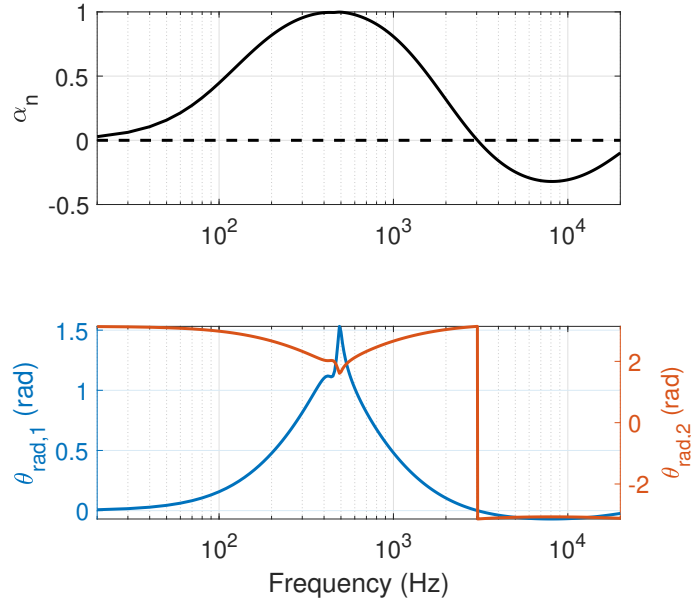 1
0.5
0
-0.5
α_n
10^2 10^3 10^4
1.5
1
0.5
0
θ_rad,1 (rad)
2
0
-2
θ_rad.2 (rad)
10^2 10^3 10^4
Frequency (Hz)